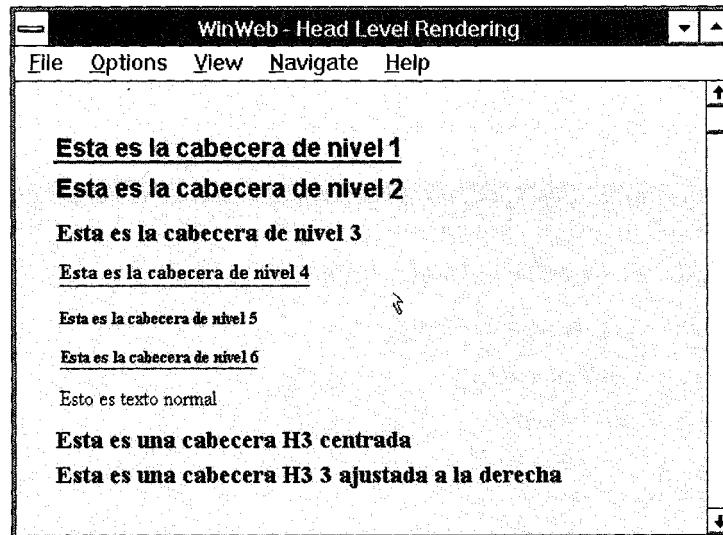 WinWeb - Head Level Rendering
File Options View Navigate Help
Esta es la cabecera de nivel 1
Esta es la cabecera de nivel 2
Esta es la cabecera de nivel 3
Esta es la cabecera de nivel 4
Esta es la cabecera de nivel 5
Esta es la cabecera de nivel 6
Esto es texto normal
Esta es una cabecera H3 centrada
Esta es una cabecera H3 3 ajustada a la derecha